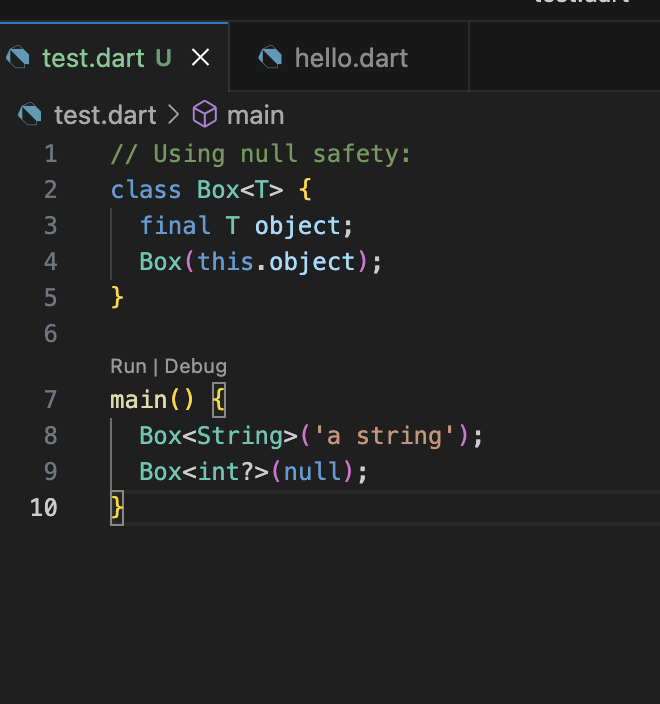 test.dart U
hello.dart
test.dart > main
1 // Using null safety:
2 class Box<T> {
3   final T object;
4   Box(this.object);
5 }
6
Run | Debug
7 main() {
8   Box<String>('a string');
9   Box<int?>(null);
10 }